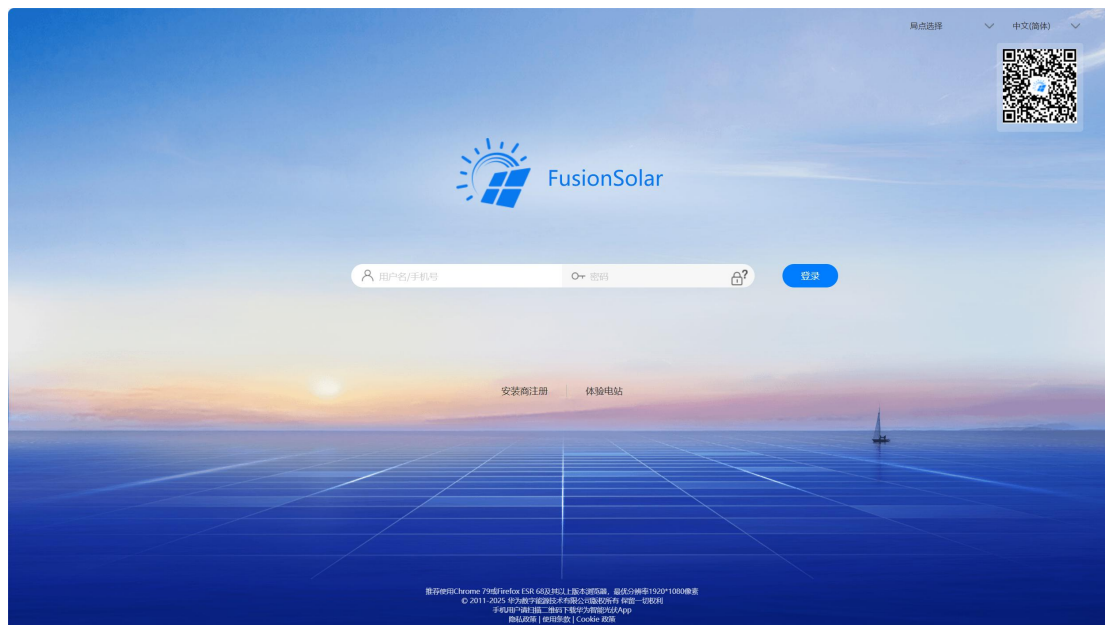 局点选择 中文(简体)
FusionSolar
用户名/手机号 密码 登录
安装商注册 体验电站
推荐使用Chrome 79或Firefox ESR 68及其以上版本浏览器，最优分辨率1920*1080像素
© 2011-2025 华为数字能源技术有限公司版权所有 保留一切权利
手机用户请扫描二维码下载华为智能光伏App
隐私政策 | 使用条款 | Cookie 政策